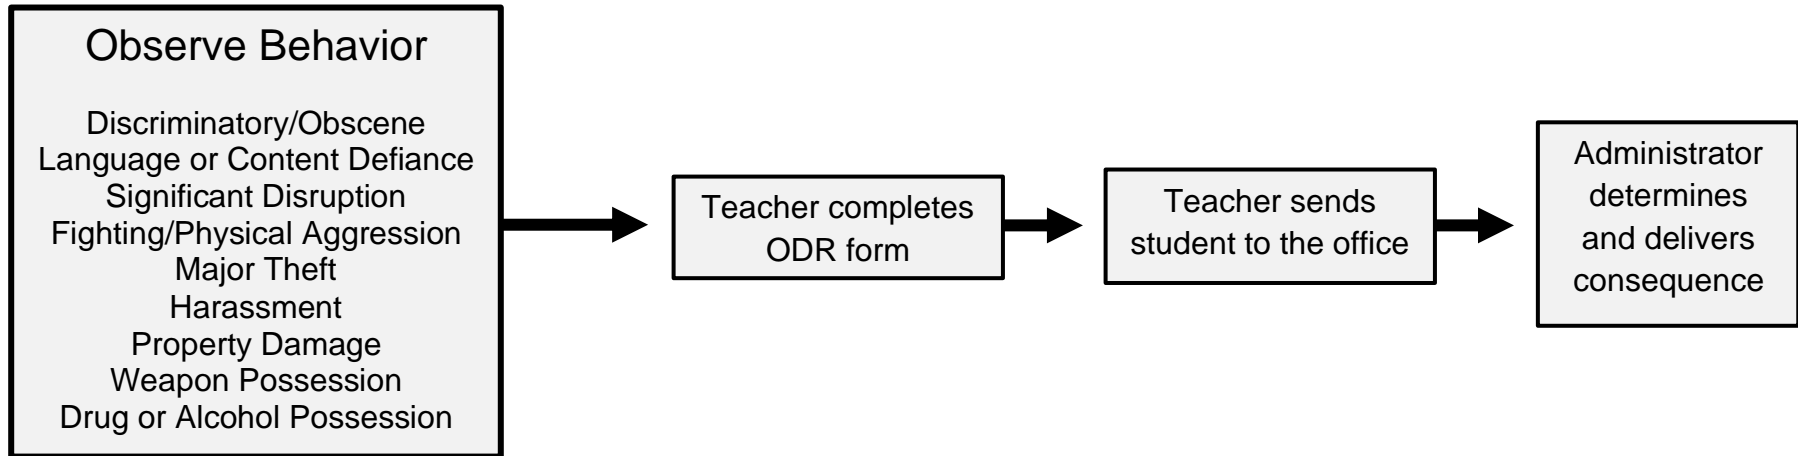 Observe Behavior
Discriminatory/Obscene
Language or Content Defiance
Significant Disruption
Fighting/Physical Aggression
Major Theft
Harassment
Property Damage
Weapon Possession
Drug or Alcohol Possession
Teacher completes
ODR form
Teacher sends
student to the office
Administrator
determines
and delivers
consequence